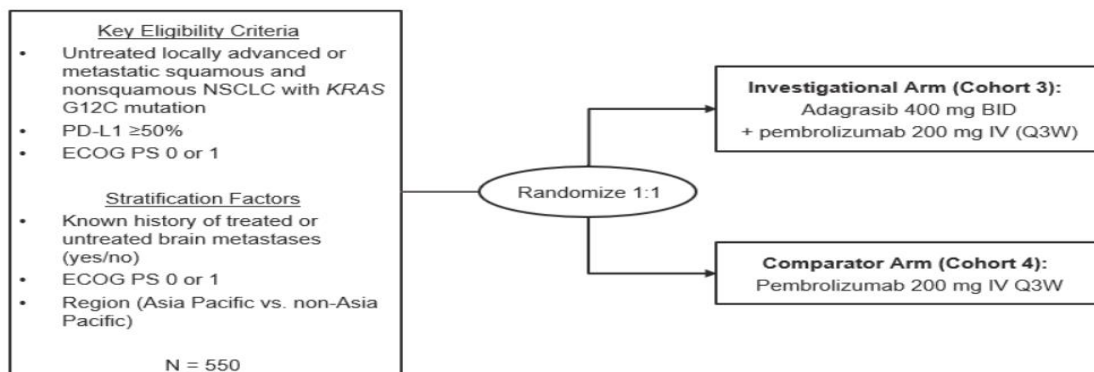 Key Eligibility Criteria
• Untreated locally advanced or
metastatic squamous and
nonsquamous NSCLC with KRAS
G12C mutation
• PD-L1 ≥50%
• ECOG PS 0 or 1
Stratification Factors
• Known history of treated or
untreated brain metastases
(yes/no)
• ECOG PS 0 or 1
• Region (Asia Pacific vs. non-Asia
Pacific)
N = 550
Randomize 1:1
Investigational Arm (Cohort 3):
Adagrasib 400 mg BID
+ pembrolizumab 200 mg IV (Q3W)
Comparator Arm (Cohort 4):
Pembrolizumab 200 mg IV Q3W